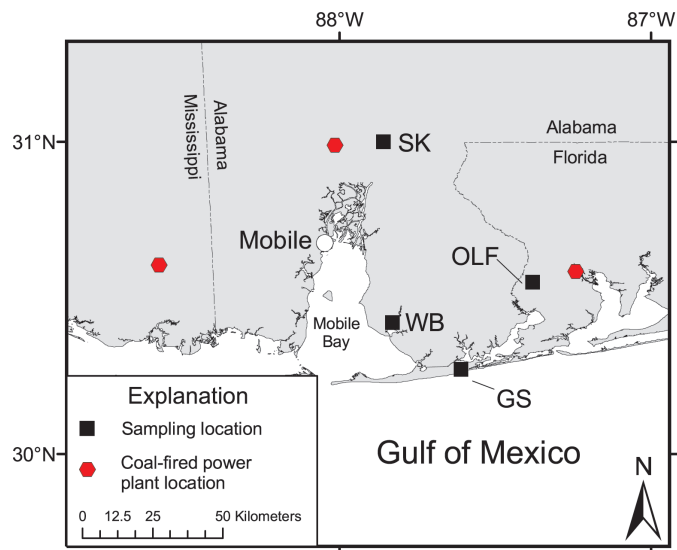 88°W 87°W
31°N
Mississippi
Alabama
SK
Alabama
Florida
Mobile
OLF
WB
Mobile
Bay
GS
Explanation
Sampling location
Coal-fired power
plant location
0 12.5 25 50 Kilometers
30°N
Gulf of Mexico
N